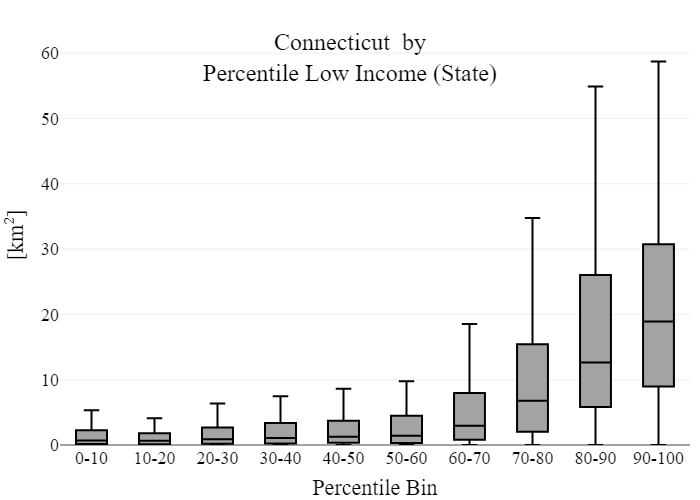 Connecticut by
Percentile Low Income (State)
60
50
40
30
20
10
0
[km²]
0-10 10-20 20-30 30-40 40-50 50-60 60-70 70-80 80-90 90-100
Percentile Bin